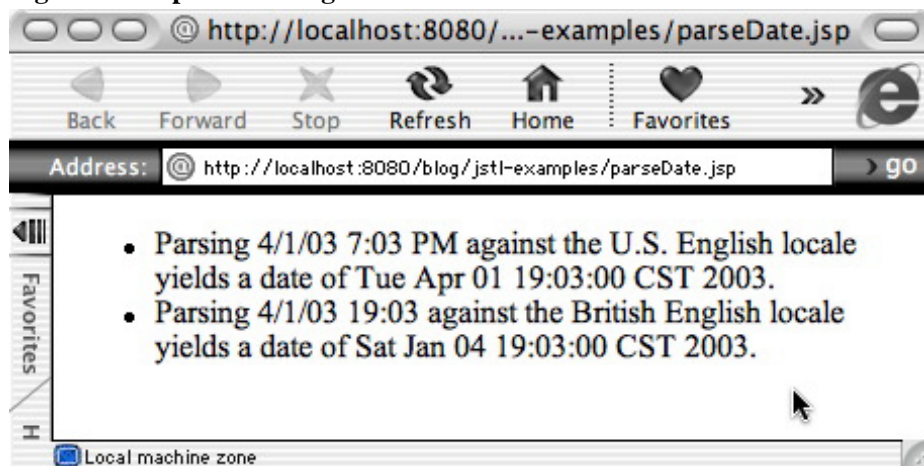 http://localhost:8080/...-examples/parseDate.jsp
Back Forward Stop Refresh Home Favorites »
Address: http://localhost:8080/blog/jstl-examples/parseDate.jsp › go
Favorites
H
• Parsing 4/1/03 7:03 PM against the U.S. English locale
yields a date of Tue Apr 01 19:03:00 CST 2003.
• Parsing 4/1/03 19:03 against the British English locale
yields a date of Sat Jan 04 19:03:00 CST 2003.
Local machine zone